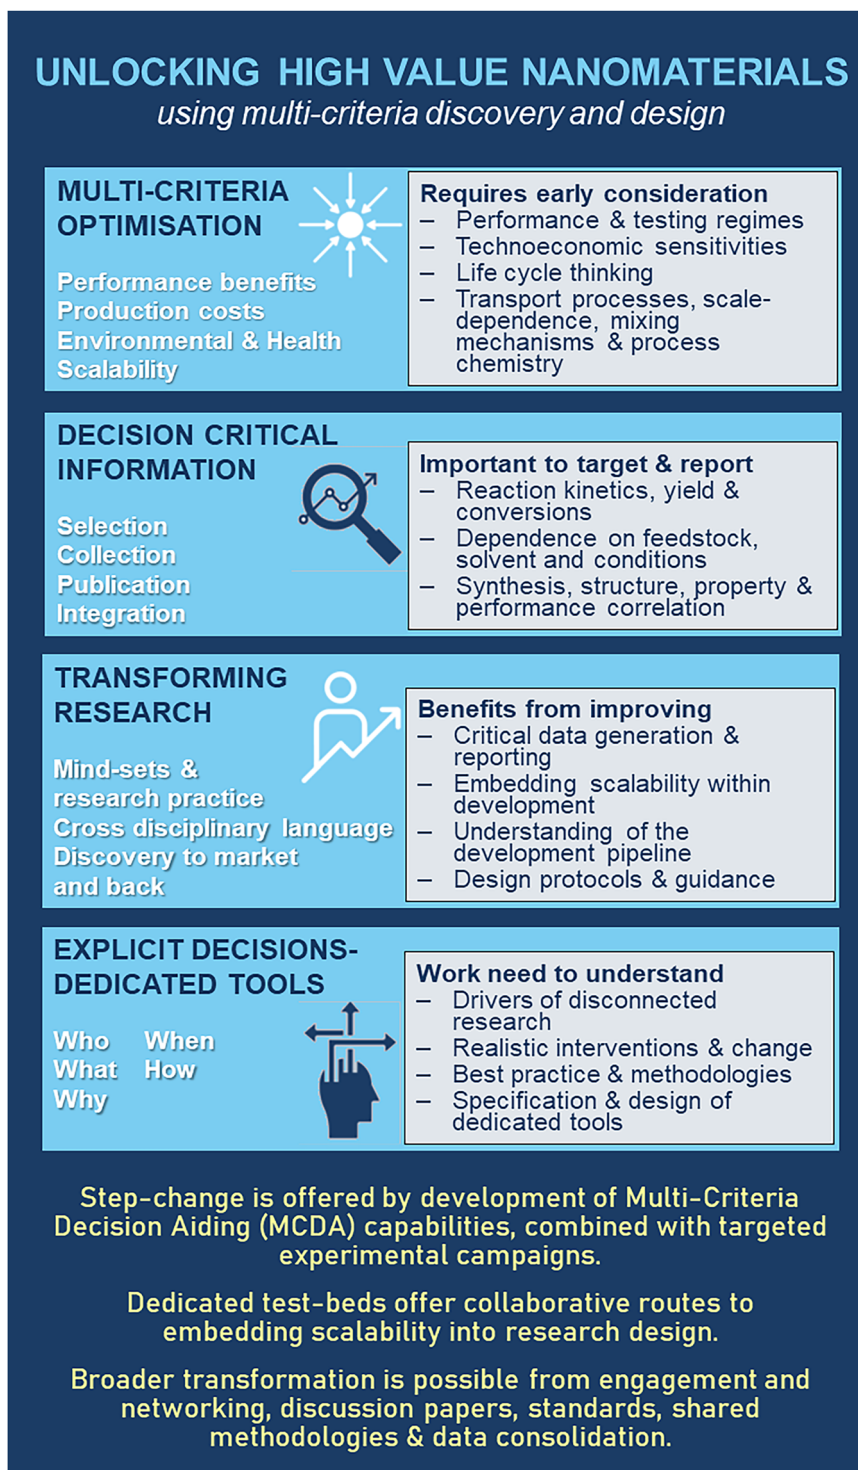 UNLOCKING HIGH VALUE NANOMATERIALS
using multi-criteria discovery and design
MULTI-CRITERIA
OPTIMISATION
Performance benefits
Production costs
Environmental & Health
Scalability
Requires early consideration
– Performance & testing regimes
– Technoeconomic sensitivities
– Life cycle thinking
– Transport processes, scale-
dependence, mixing
mechanisms & process
chemistry
DECISION CRITICAL
INFORMATION
Selection
Collection
Publication
Integration
Important to target & report
– Reaction kinetics, yield &
conversions
– Dependence on feedstock,
solvent and conditions
– Synthesis, structure, property &
performance correlation
TRANSFORMING
RESEARCH
Mind-sets &
research practice
Cross disciplinary language
Discovery to market
and back
Benefits from improving
– Critical data generation &
reporting
– Embedding scalability within
development
– Understanding of the
development pipeline
– Design protocols & guidance
EXPLICIT DECISIONS-
DEDICATED TOOLS
Who When
What How
Why
Work need to understand
– Drivers of disconnected
research
– Realistic interventions & change
– Best practice & methodologies
– Specification & design of
dedicated tools
Step-change is offered by development of Multi-Criteria
Decision Aiding (MCDA) capabilities, combined with targeted
experimental campaigns.
Dedicated test-beds offer collaborative routes to
embedding scalability into research design.
Broader transformation is possible from engagement and
networking, discussion papers, standards, shared
methodologies & data consolidation.